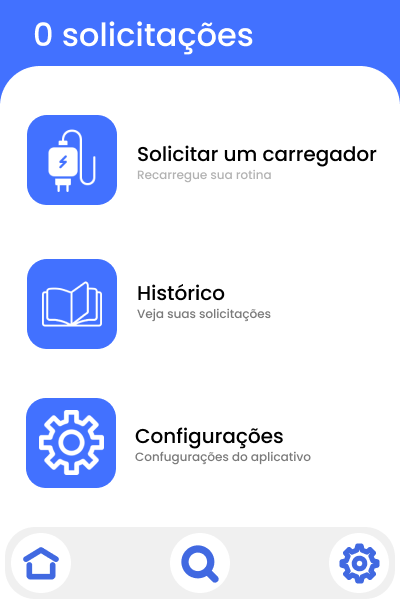 0 solicitações
Solicitar um carregador
Recarregue sua rotina
Histórico
Veja suas solicitações
Configurações
Confugurações do aplicativo